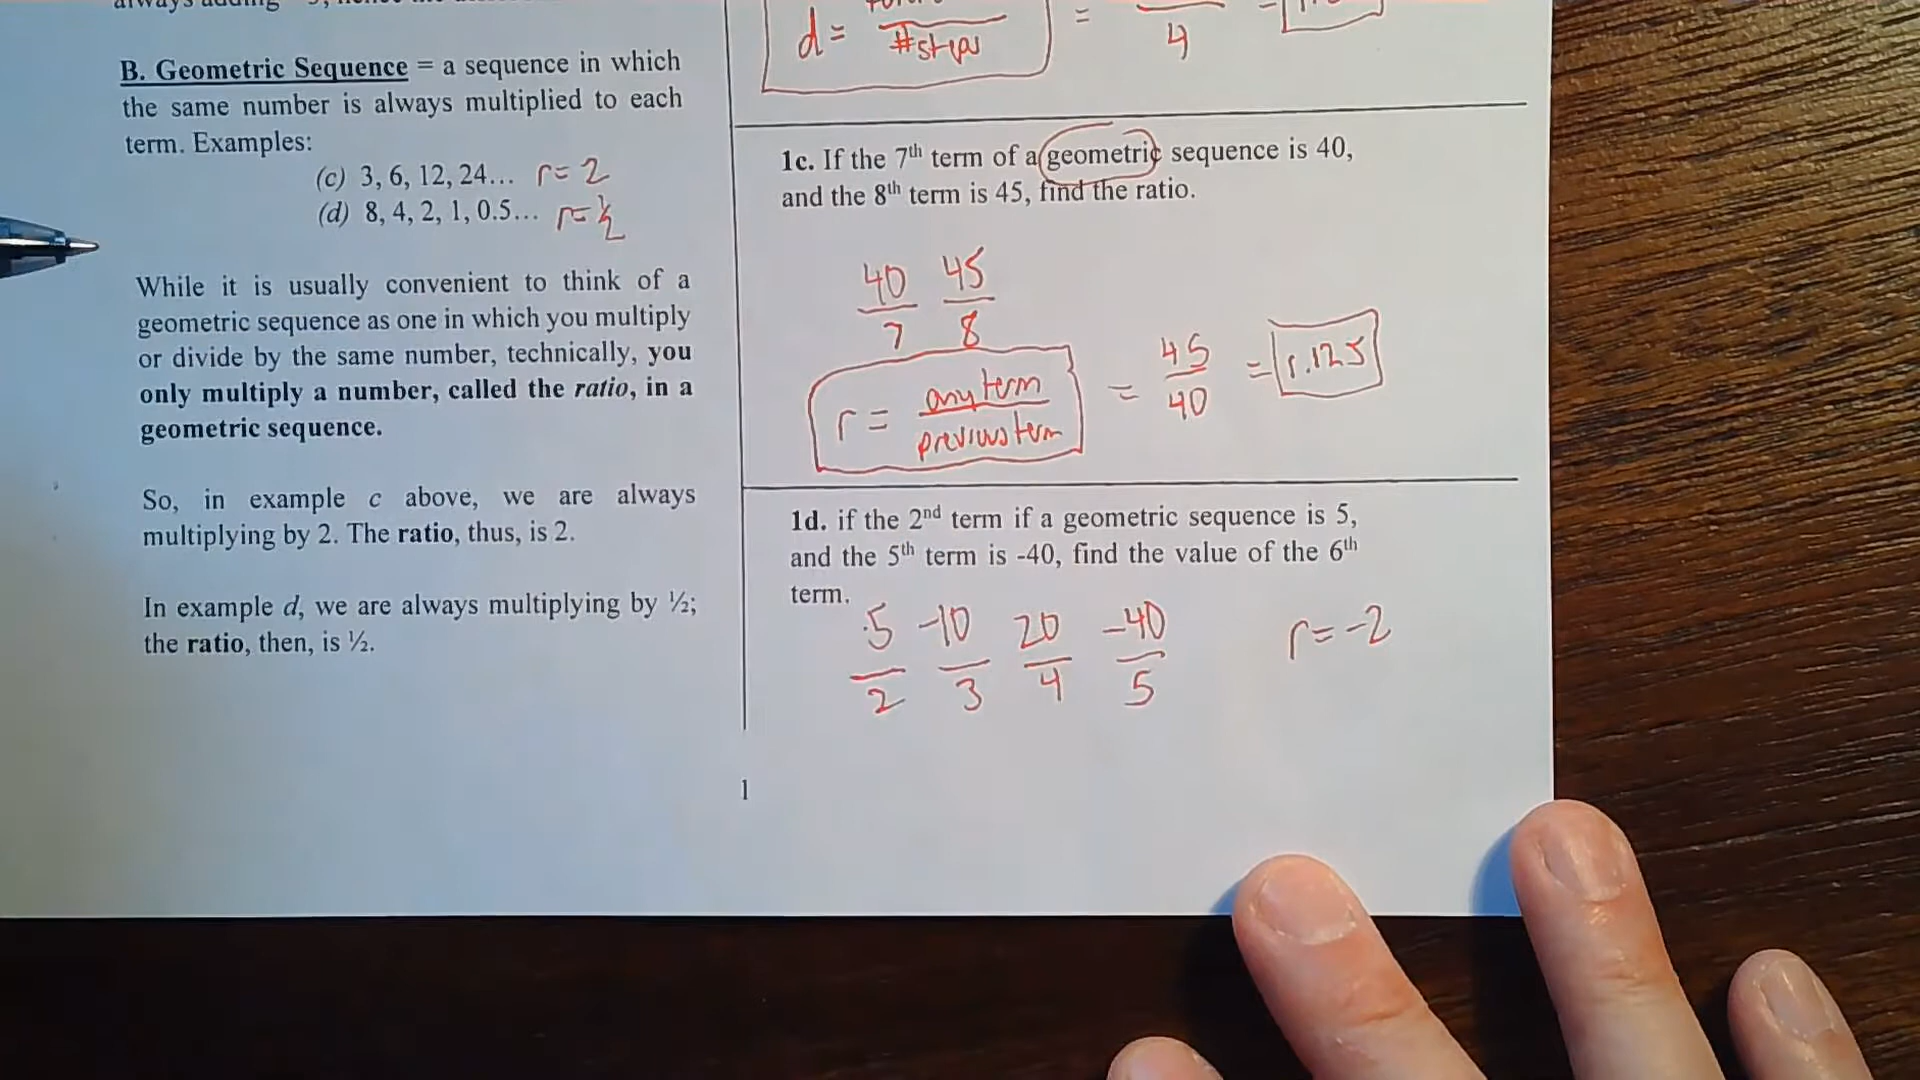 B. Geometric Sequence = a sequence in which
the same number is always multiplied to each
term. Examples:
(c) 3, 6, 12, 24... r=2
(d) 8, 4, 2, 1, 0.5... r=½
While it is usually convenient to think of a
geometric sequence as one in which you multiply
or divide by the same number, technically, you
only multiply a number, called the ratio, in a
geometric sequence.
So, in example c above, we are always
multiplying by 2. The ratio, thus, is 2.
In example d, we are always multiplying by ½;
the ratio, then, is ½.
d = 
#steps
=
4
1c. If the 7th term of a geometric sequence is 40,
and the 8th term is 45, find the ratio.
40 45
7 8
r = any term / previous term = 45/40 = 1.125
1d. if the 2nd term if a geometric sequence is 5,
and the 5th term is -40, find the value of the 6th
term.
5 -10 20 -40 r=-2
2 3 4 5
1